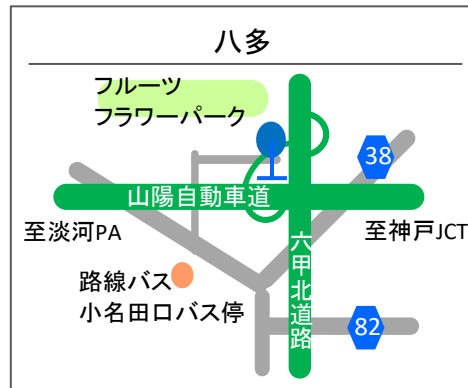 八多
フルーツ
フラワーパーク
38
山陽自動車道
至淡河PA
至神戸JCT
六甲北道路
路線バス
小名田口バス停
82